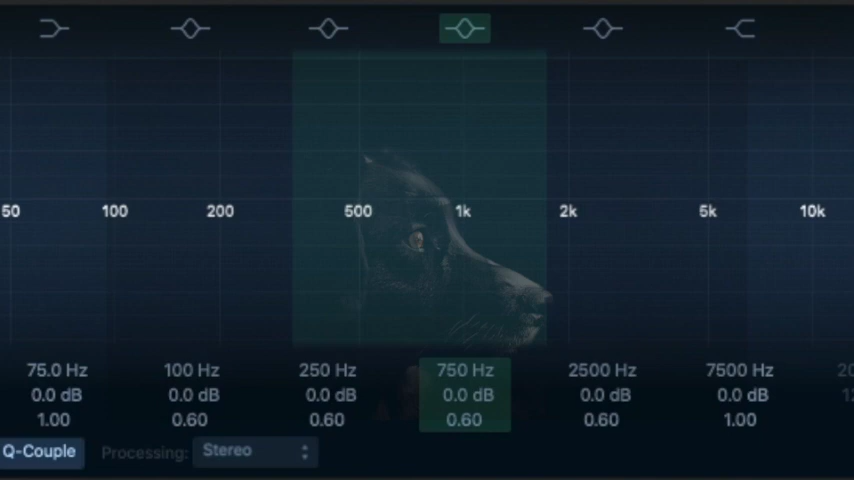 50 100 200 500 1k 2k 5k 10k
75.0 Hz 100 Hz 250 Hz 750 Hz 2500 Hz 7500 Hz 20
0.0 dB 0.0 dB 0.0 dB 0.0 dB 0.0 dB 0.0 dB 12
1.00 0.60 0.60 0.60 0.60 1.00
Q-Couple Processing: Stereo